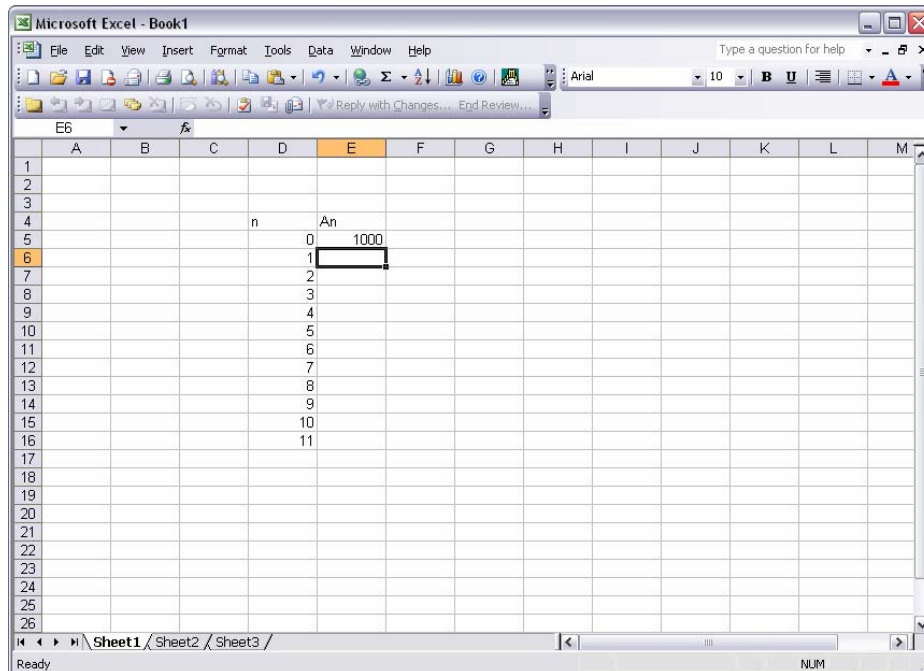 Microsoft Excel - Book1
File Edit View Insert Format Tools Data Window Help Type a question for help
Arial 10 B U A
Reply with Changes... End Review...
E6 fx
A B C D E F G H I J K L M
1
2
3
4 n An
5 0 1000
6 1
7 2
8 3
9 4
10 5
11 6
12 7
13 8
14 9
15 10
16 11
17
18
19
20
21
22
23
24
25
26
Sheet1 / Sheet2 / Sheet3 /
Ready NUM